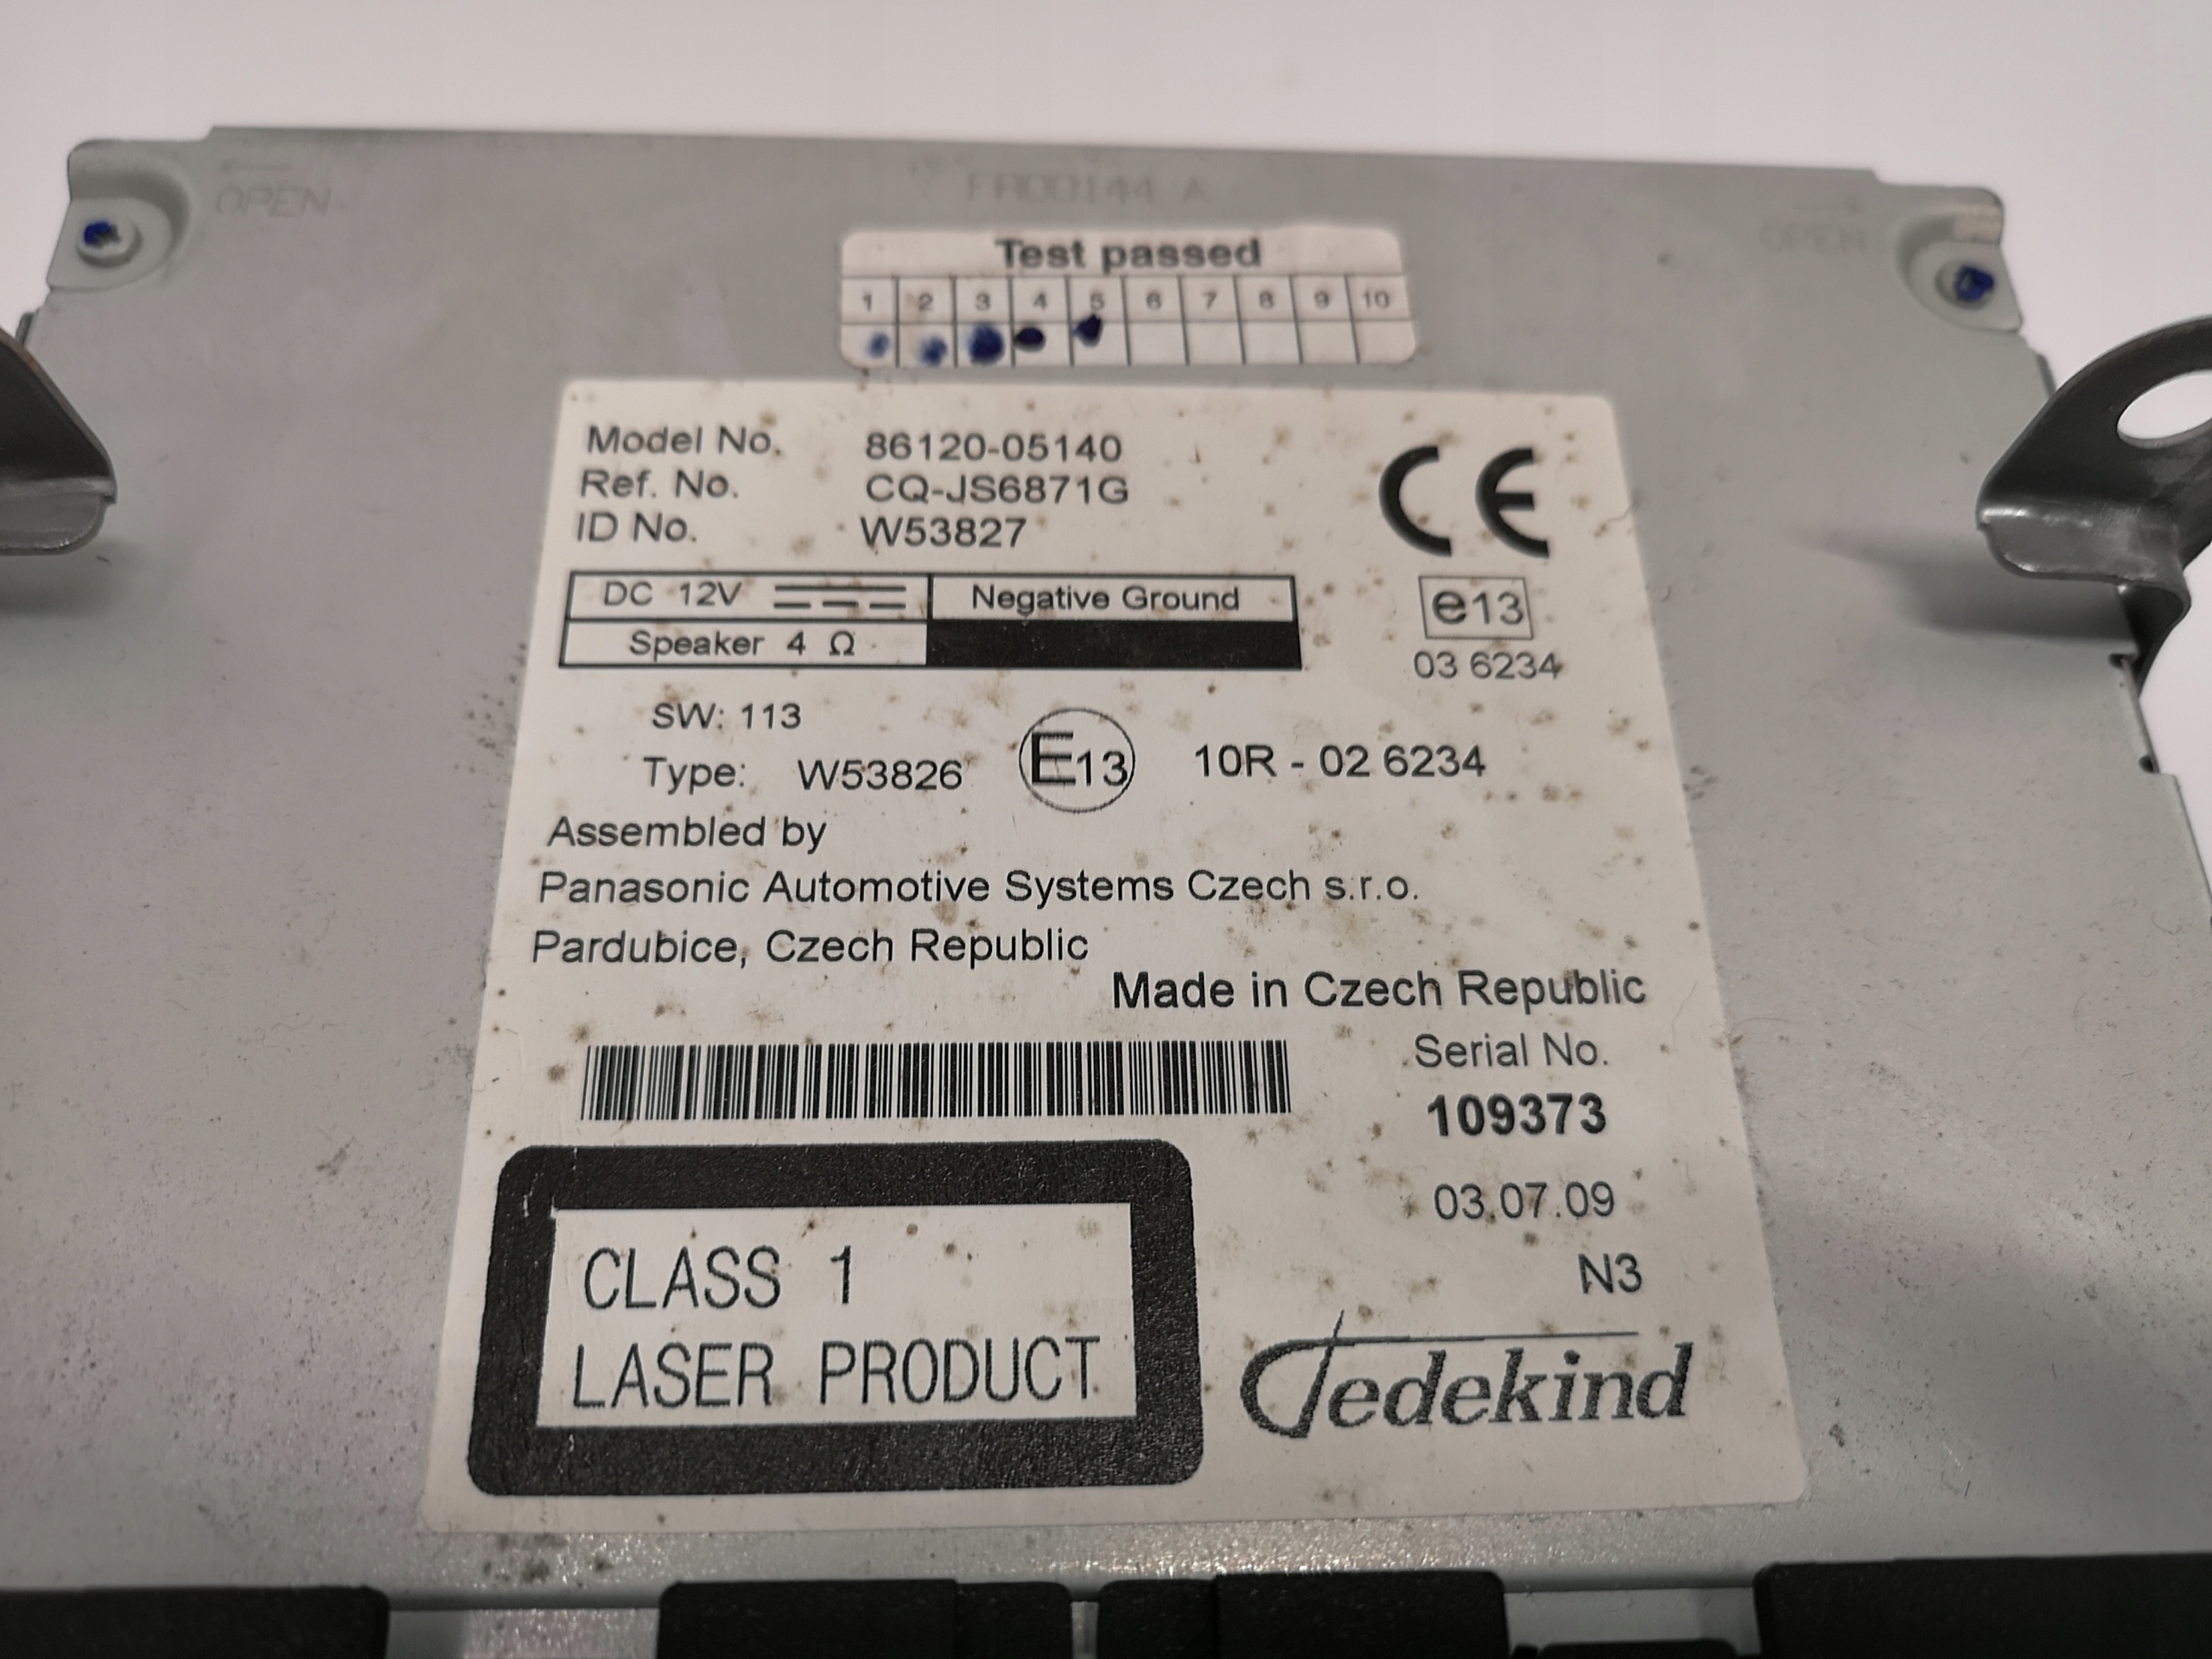 OPEN
FA00144 A
OPEN
Test passed
1 2 3 4 5 6 7 8 9 10
Model No. 86120-05140
Ref. No. CQ-JS6871G
ID No. W53827
CE
DC 12V Negative Ground
Speaker 4 Ω
e13
03 6234
SW: 113
Type: W53826 E13 10R - 02 6234
Assembled by
Panasonic Automotive Systems Czech s.r.o.
Pardubice, Czech Republic
Made in Czech Republic
Serial No.
109373
03.07.09
N3
CLASS 1
LASER PRODUCT
Tedekind